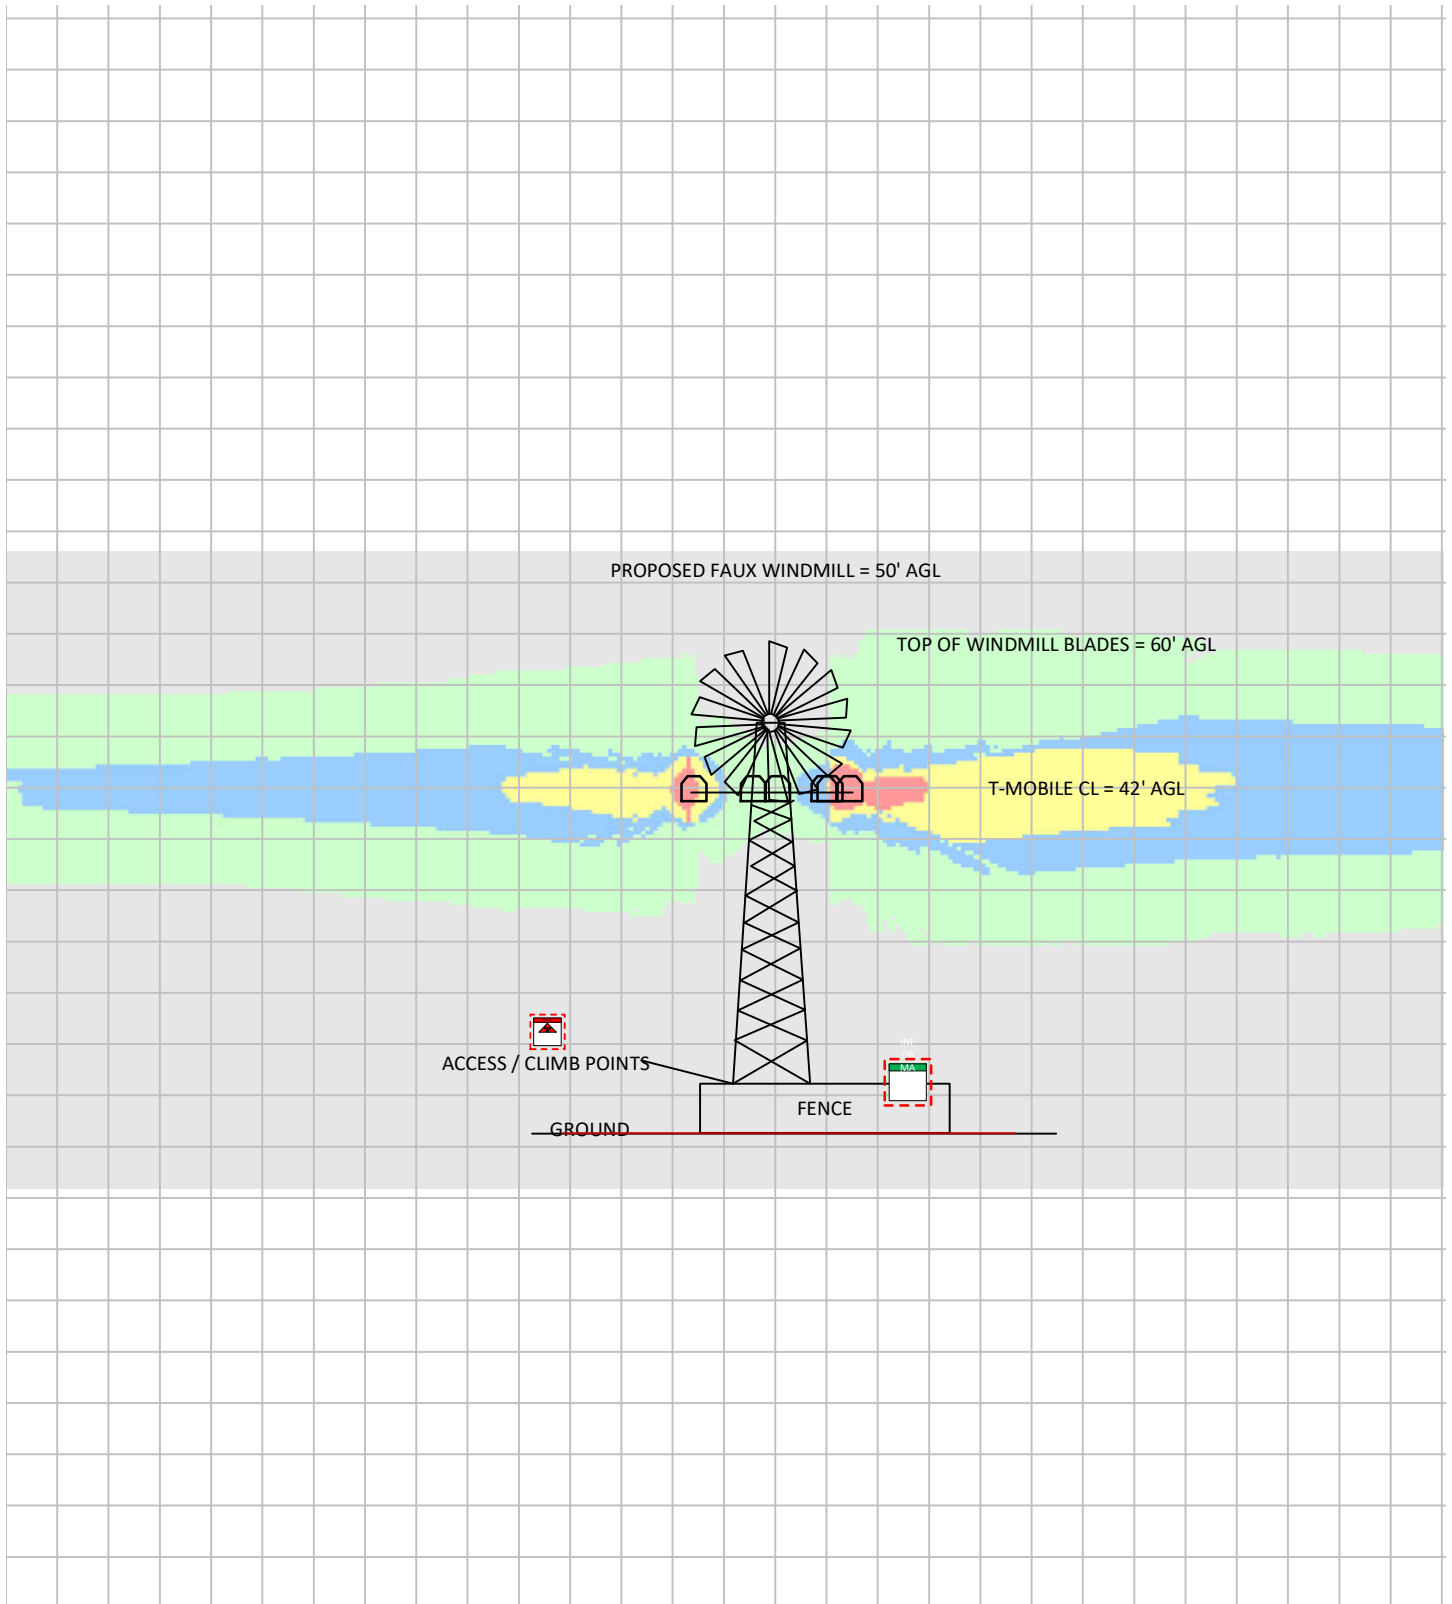 PROPOSED FAUX WINDMILL = 50' AGL
TOP OF WINDMILL BLADES = 60' AGL
T-MOBILE CL = 42' AGL
INF
ACCESS / CLIMB POINTS
MA
FENCE
GROUND